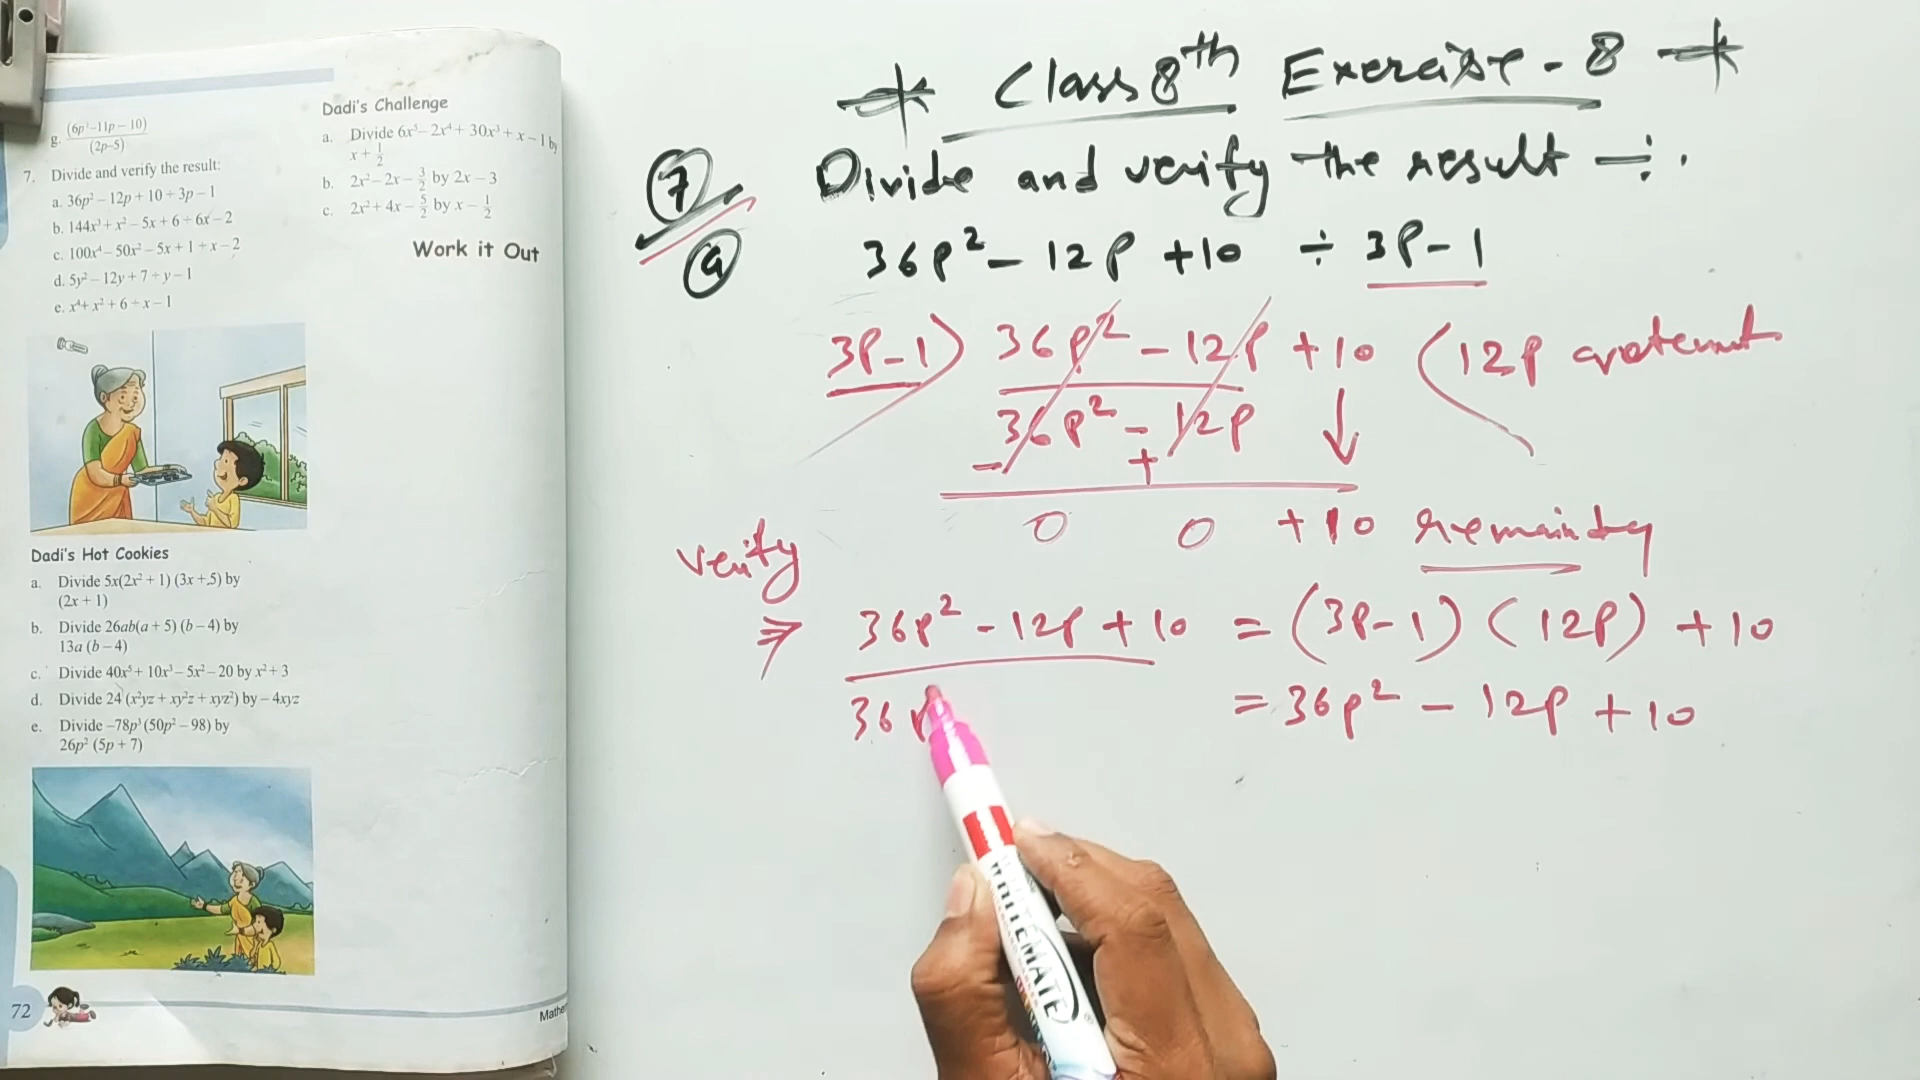 g. (6p²–11p – 10)
(2p–5)
7. Divide and verify the result:
a. 36p² – 12p + 10 ÷ 3p – 1
b. 144x³ + x² – 5x + 6 ÷ 6x – 2
c. 100x⁴ – 50x² – 5x + 1 ÷ x – 2
d. 5y² – 12y + 7 ÷ y – 1
e. x⁴ + x² + 6 ÷ x – 1
Dadi's Hot Cookies
a. Divide 5x(2x² + 1) (3x + 5) by
(2x + 1)
b. Divide 26ab(a + 5) (b – 4) by
13a (b – 4)
c. Divide 40x⁵ + 10x³ – 5x² – 20 by x² + 3
d. Divide 24 (x²yz + xy²z + xyz²) by – 4xyz
e. Divide –78p³ (50p² – 98) by
26p² (5p + 7)
72
Dadi's Challenge
a. Divide 6x⁵ – 2x⁴ + 30x³ + x – 1 by
x + 1/2
b. 2x² – 2x – 3/2 by 2x – 3
c. 2x² + 4x – 5/2 by x – 1/2
Work it Out
Class 8th Exercise - 8
7 Divide and verify the result ÷.
a 36p² – 12p + 10 ÷ 3p – 1
3p – 1) 36p² – 12p + 10 (12p
36p² – 12p
– +
0 0 + 10
verify
⇒ 36p² – 12p + 10 = (3p – 1) (12p) + 10
36p = 36p² – 12p + 10
WHITEMATE